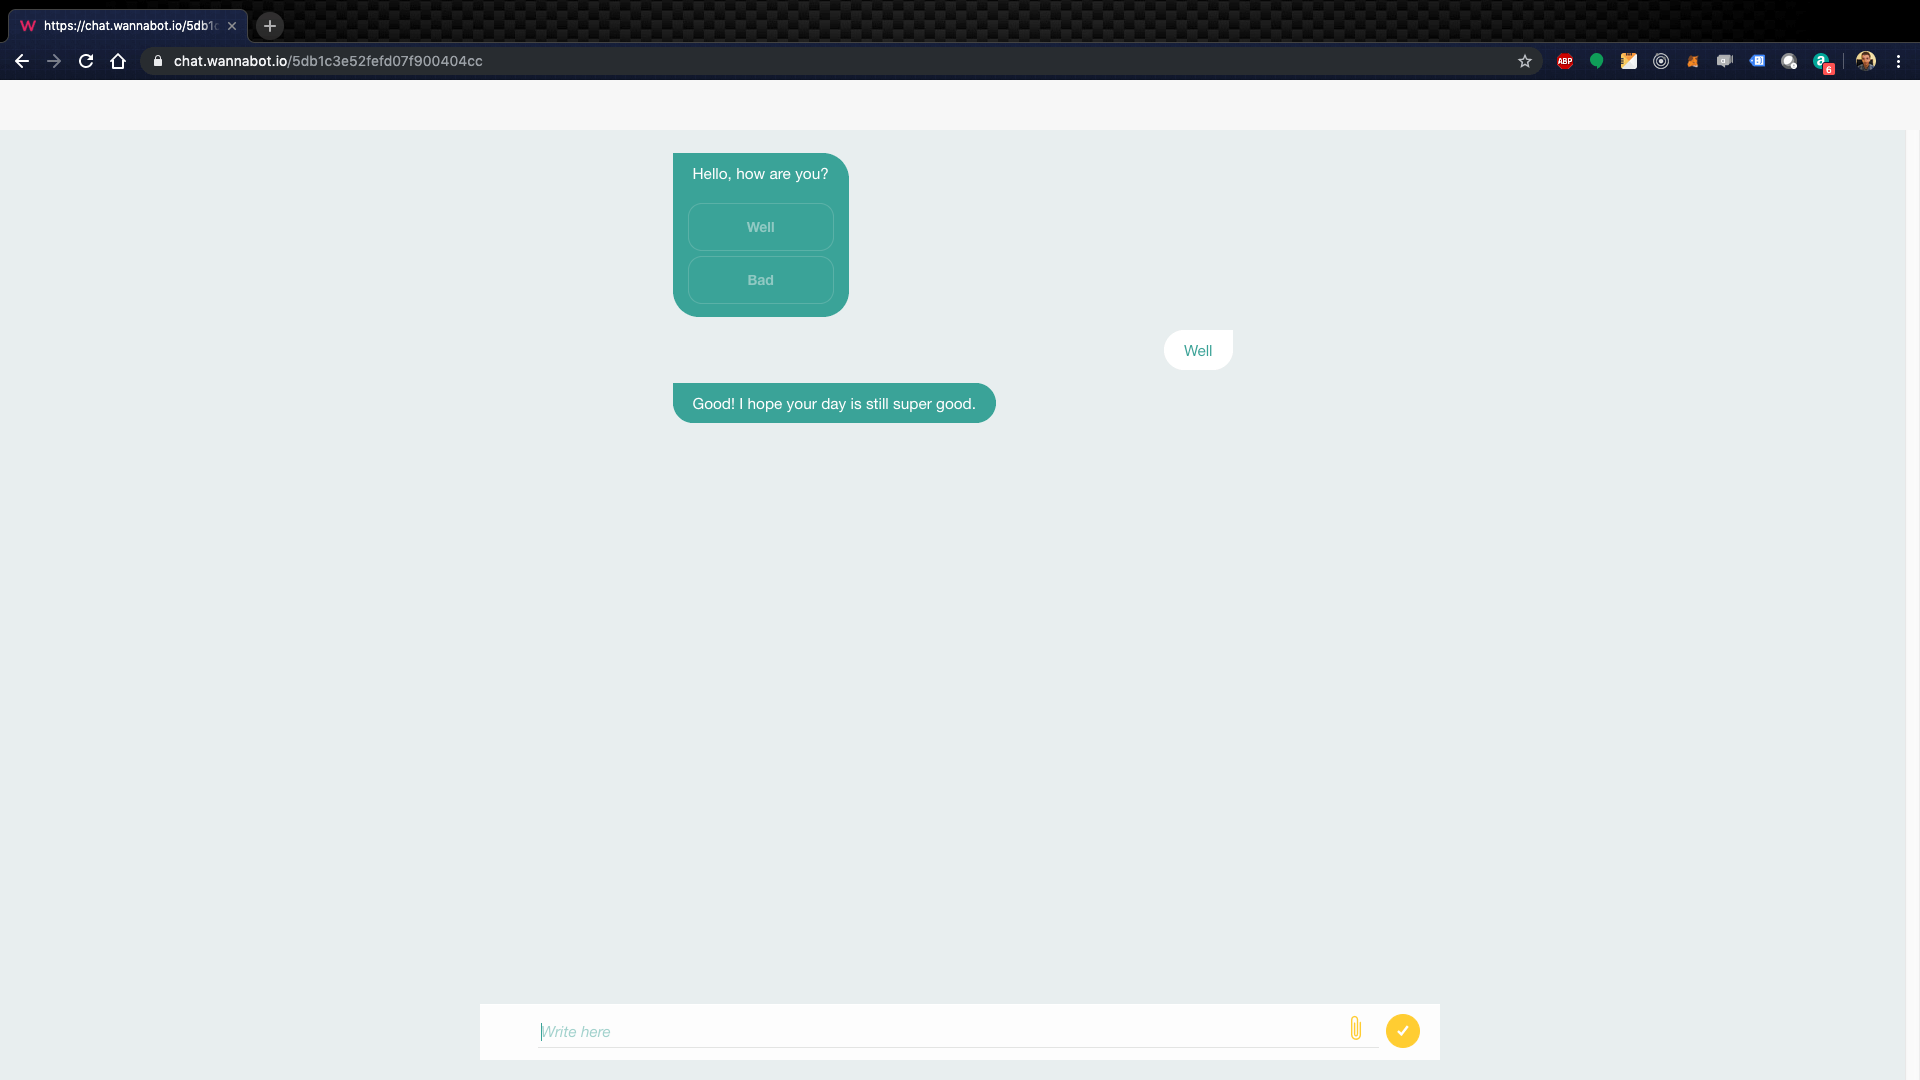 https://chat.wannabot.io/5db1c
chat.wannabot.io/5db1c3e52fefd07f900404cc
ABP
6
Hello, how are you?
Well
Bad
Well
Good! I hope your day is still super good.
Write here